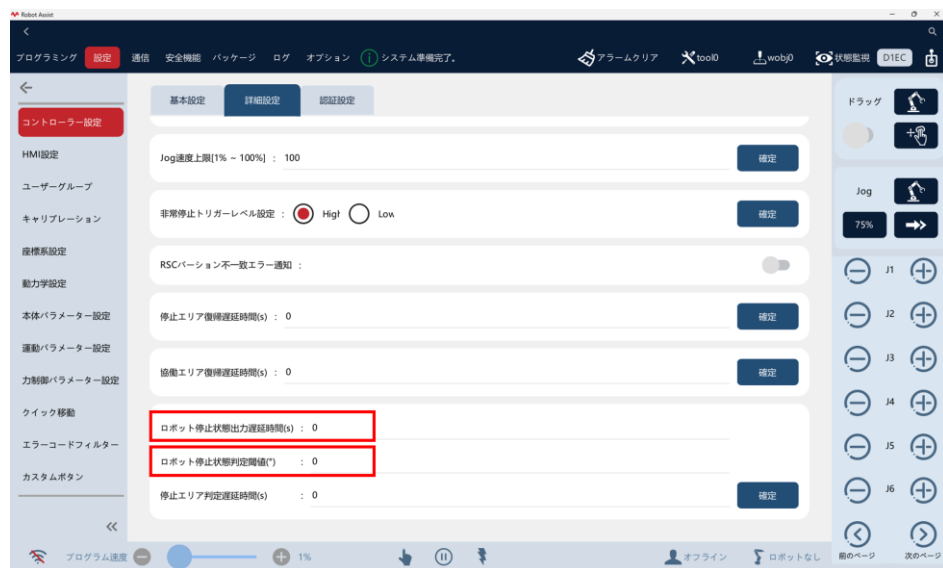 Robot Assist
プログラミング 設定 通信 安全機能 パッケージ ログ オプション システム準備完了。 アラームクリア tool0 wobj0 状態監視 D1EC
基本設定 詳細設定 認証設定
コントローラー設定
HMI設定
ユーザーグループ
キャリブレーション
座標系設定
動力学設定
本体パラメーター設定
運動パラメーター設定
力制御パラメーター設定
クイック移動
エラーコードフィルター
カスタムボタン
Jog速度上限[1% ~ 100%] : 100 確定
非常停止トリガーレベル設定 : High Low 確定
RSCバーション不一致エラー通知 :
停止エリア復帰遅延時間(s) : 0 確定
協働エリア復帰遅延時間(s) : 0 確定
ロボット停止状態出力遅延時間(s) : 0
ロボット停止状態判定閾値(°) : 0
停止エリア判定遅延時間(s) : 0 確定
ドラッグ
Jog
75%
J1
J2
J3
J4
J5
J6
前のページ 次のページ
プログラム速度 1% オフライン ロボットなし